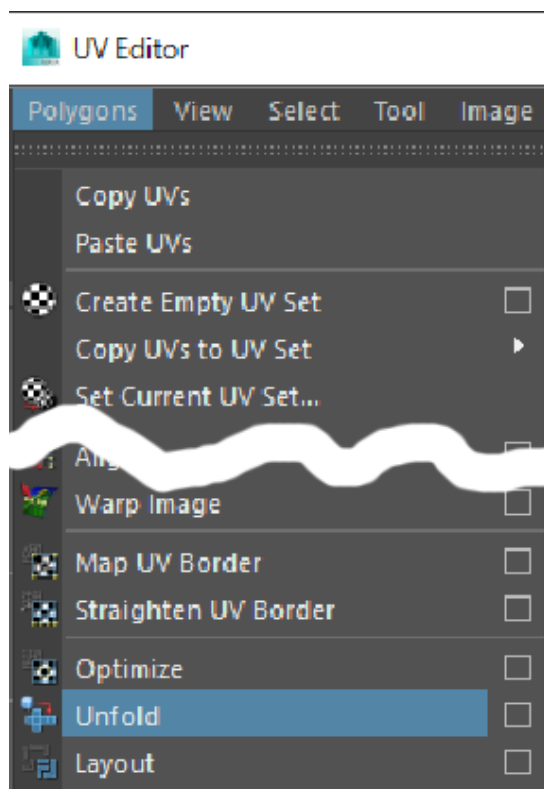 UV Editor
Polygons View Select Tool Image
Copy UVs
Paste UVs
Create Empty UV Set
Copy UVs to UV Set
Set Current UV Set...
Warp Image
Map UV Border
Straighten UV Border
Optimize
Unfold
Layout